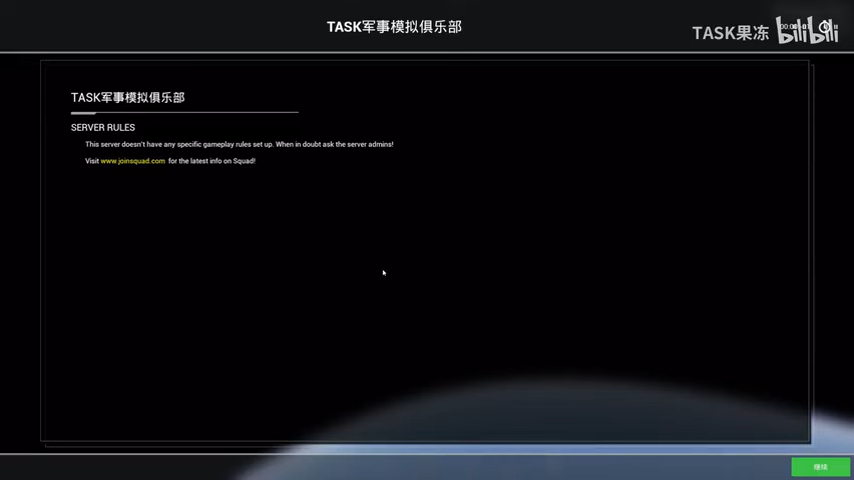 TASK军事模拟俱乐部
TASK果冻 bilibili
TASK军事模拟俱乐部
SERVER RULES
This server doesn't have any specific gameplay rules set up. When in doubt ask the server admins!
Visit www.joinsquad.com for the latest info on Squad!
继续